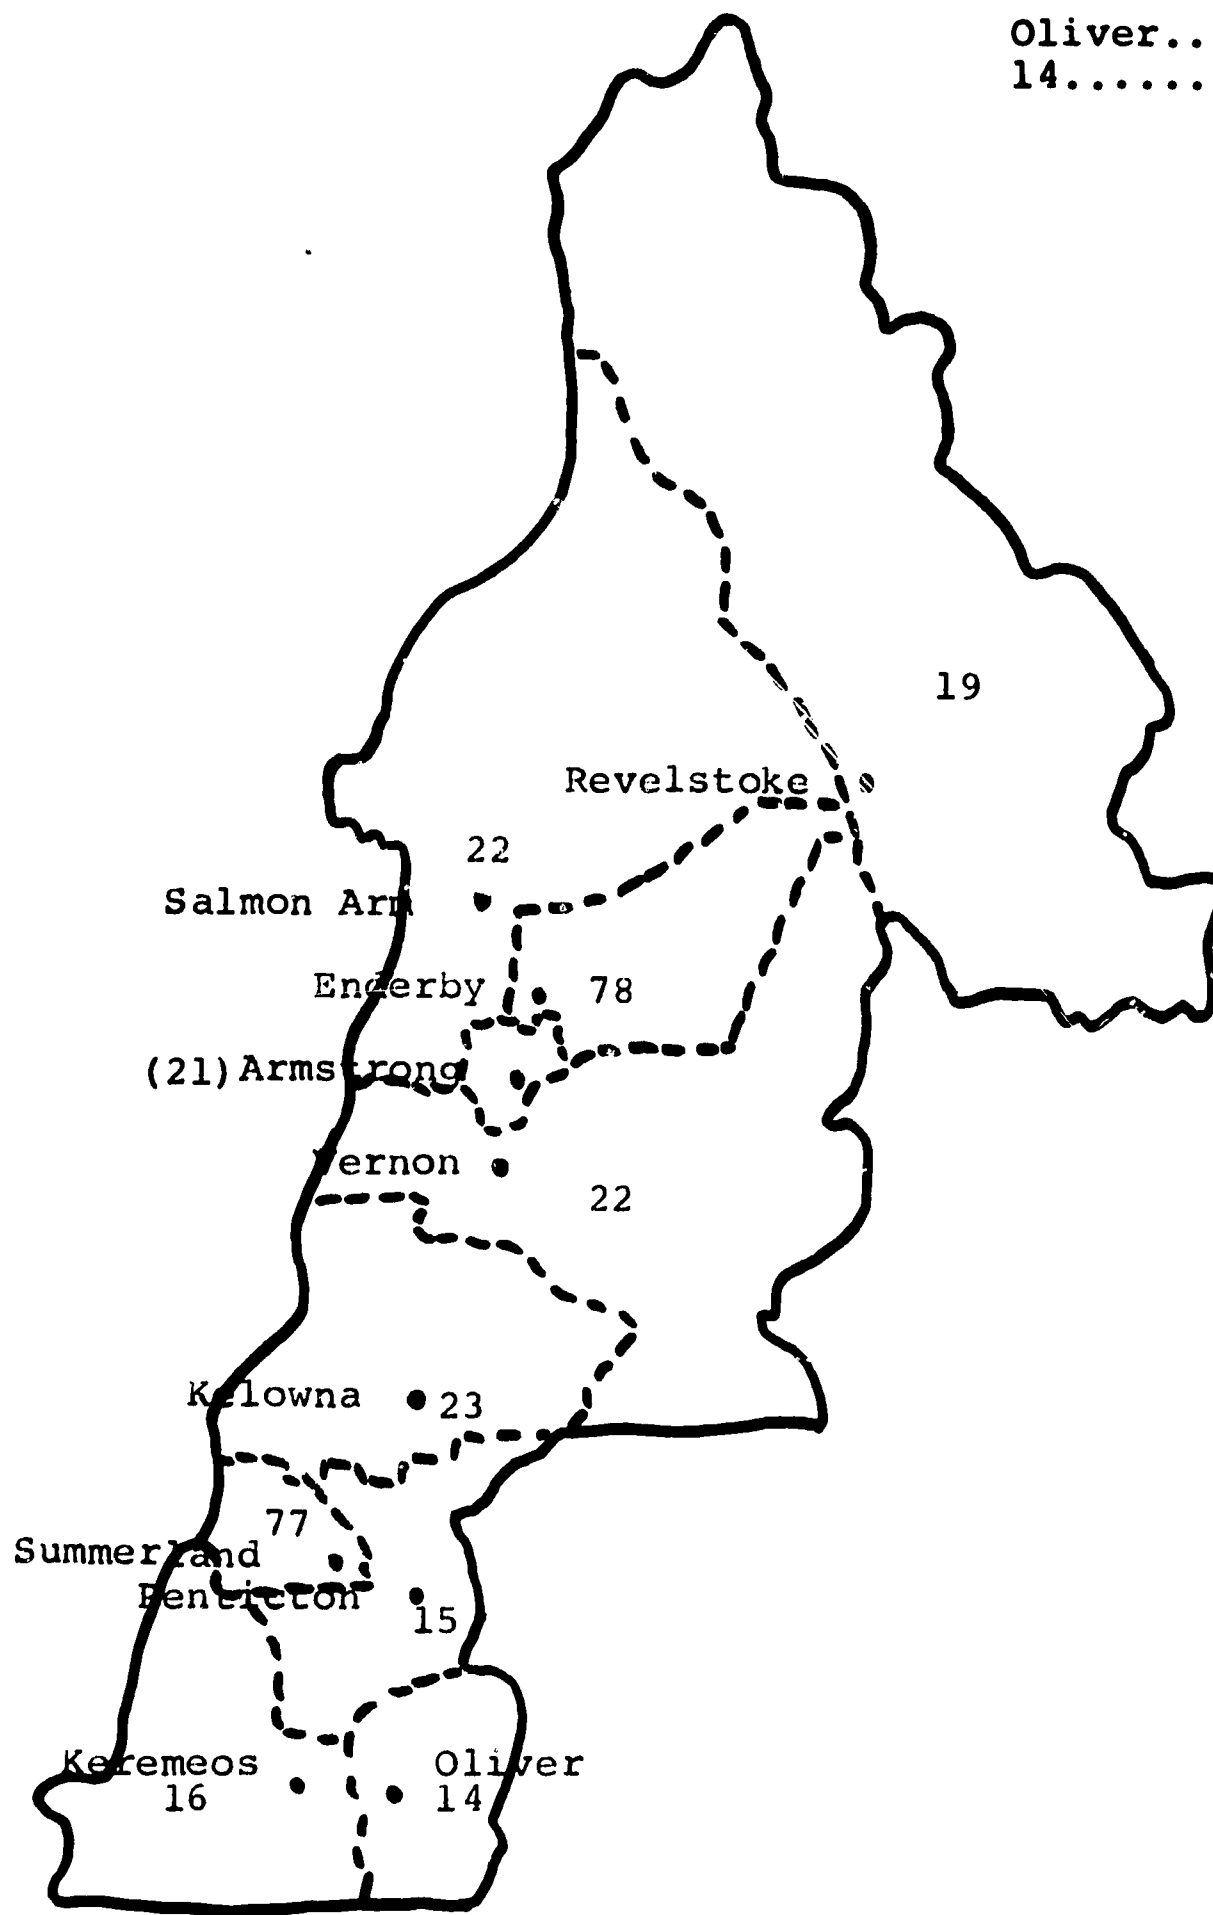 Oliver..
14......
19
Revelstoke
22
Salmon Arm
Enderby 78
(21)Armstrong
Vernon
22
Kelowna 23
77
Summerland
Penticton
15
Keremeos Oliver
16 14